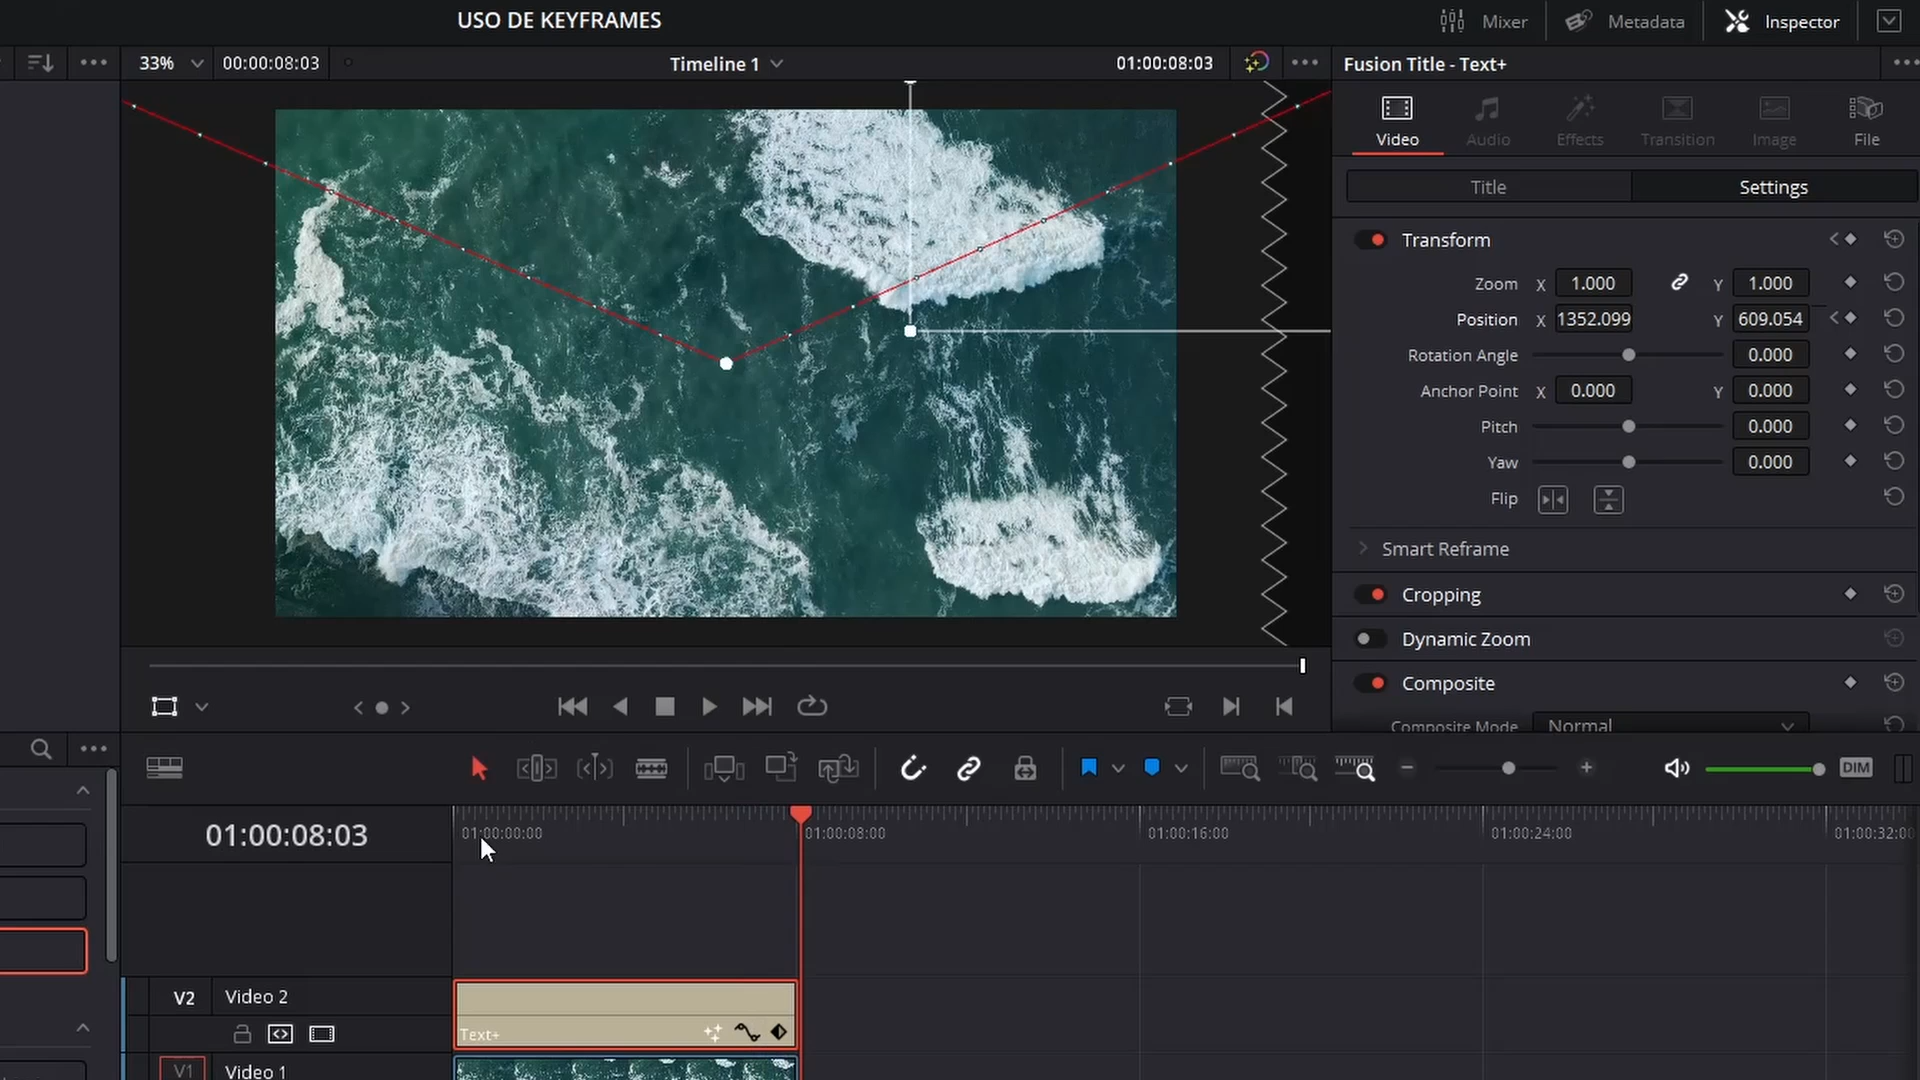 USO DE KEYFRAMES
Mixer
Metadata
Inspector
33%
00:00:08:03
Timeline 1
01:00:08:03
Fusion Title - Text+
Video
Audio
Effects
Transition
Image
File
Title
Settings
Transform
Zoom X 1.000 Y 1.000
Position X 1352.099 Y 609.054
Rotation Angle 0.000
Anchor Point X 0.000 Y 0.000
Pitch 0.000
Yaw 0.000
Flip
Smart Reframe
Cropping
Dynamic Zoom
Composite
Composite Mode Normal
DIM
01:00:08:03
01:00:00:00
01:00:08:00
01:00:16:00
01:00:24:00
01:00:32:00
V2 Video 2
Text+
V1 Video 1